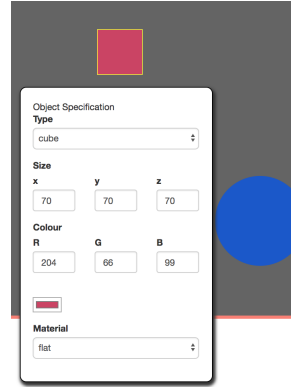 Object Specification
Type
cube
Size
x y z
70 70 70
Colour
R G B
204 66 99
Material
flat